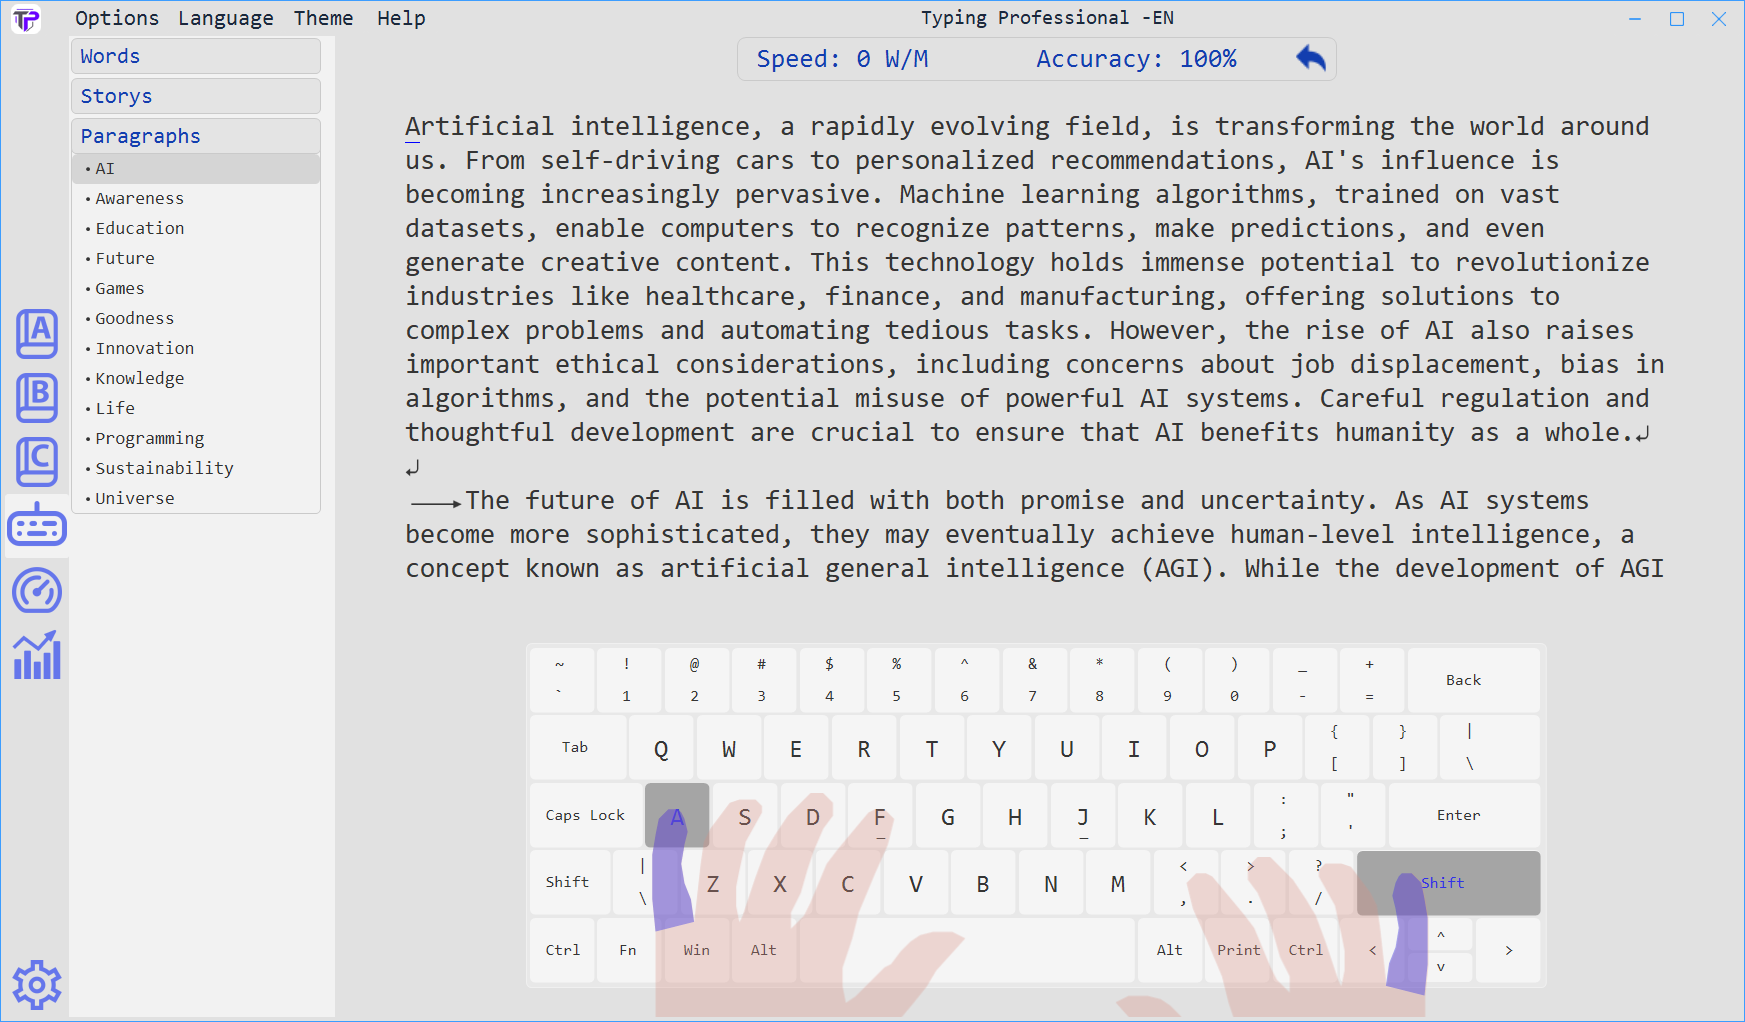 Options Language Theme Help
Typing Professional -EN
Words
Storys
Paragraphs
• AI
• Awareness
• Education
• Future
• Games
• Goodness
• Innovation
• Knowledge
• Life
• Programming
• Sustainability
• Universe
A
B
C
Speed: 0 W/M Accuracy: 100%
Artificial intelligence, a rapidly evolving field, is transforming the world around
us. From self-driving cars to personalized recommendations, AI's influence is
becoming increasingly pervasive. Machine learning algorithms, trained on vast
datasets, enable computers to recognize patterns, make predictions, and even
generate creative content. This technology holds immense potential to revolutionize
industries like healthcare, finance, and manufacturing, offering solutions to
complex problems and automating tedious tasks. However, the rise of AI also raises
important ethical considerations, including concerns about job displacement, bias in
algorithms, and the potential misuse of powerful AI systems. Careful regulation and
thoughtful development are crucial to ensure that AI benefits humanity as a whole.↲
↲
⟶The future of AI is filled with both promise and uncertainty. As AI systems
become more sophisticated, they may eventually achieve human-level intelligence, a
concept known as artificial general intelligence (AGI). While the development of AGI
~ ! @ # $ % ^ & * ( ) _ +
` 1 2 3 4 5 6 7 8 9 0 - = Back
Tab Q W E R T Y U I O P { } |
[ ] \
Caps Lock A S D F G H J K L : " Enter
; '
Shift | Z X C V B N M < > ? Shift
\ , . /
Ctrl Fn Win Alt Alt Print Ctrl < ^ >
v